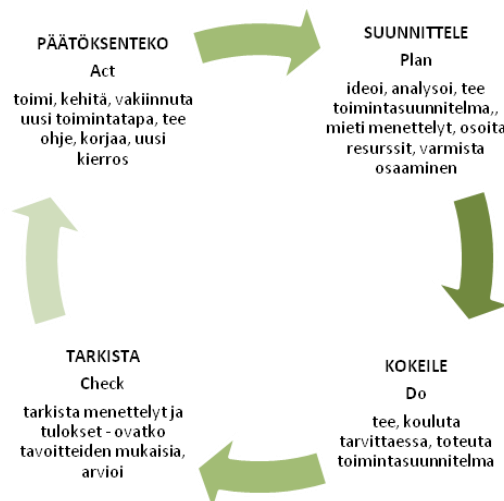 PÄÄTÖKSENTEKO
Act
toimi, kehitä, vakiinnuta
uusi toimintatapa, tee
ohje, korjaa, uusi
kierros
SUUNNITTELE
Plan
ideoi, analysoi, tee
toimintasuunnitelma,,
mieti menettelyt, osoita
resurssit, varmista
osaaminen
KOKEILE
Do
tee, kouluta
tarvittaessa, toteuta
toimintasuunnitelma
TARKISTA
Check
tarkista menettelyt ja
tulokset - ovatko
tavoitteiden mukaisia,
arvioi